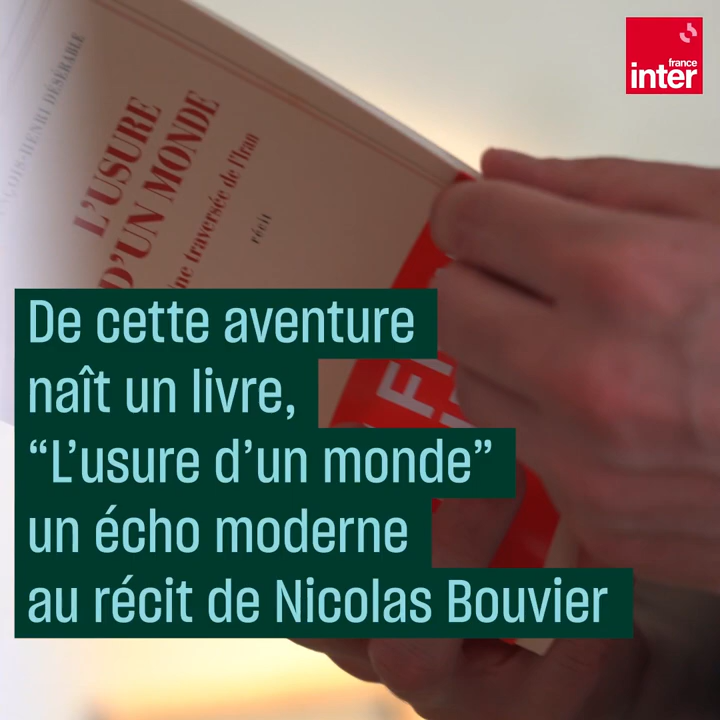 L'USURE
D'UN MONDE
traversée de l'Iran
récit
france
inter
De cette aventure
naît un livre,
“L’usure d’un monde”
un écho moderne
au récit de Nicolas Bouvier